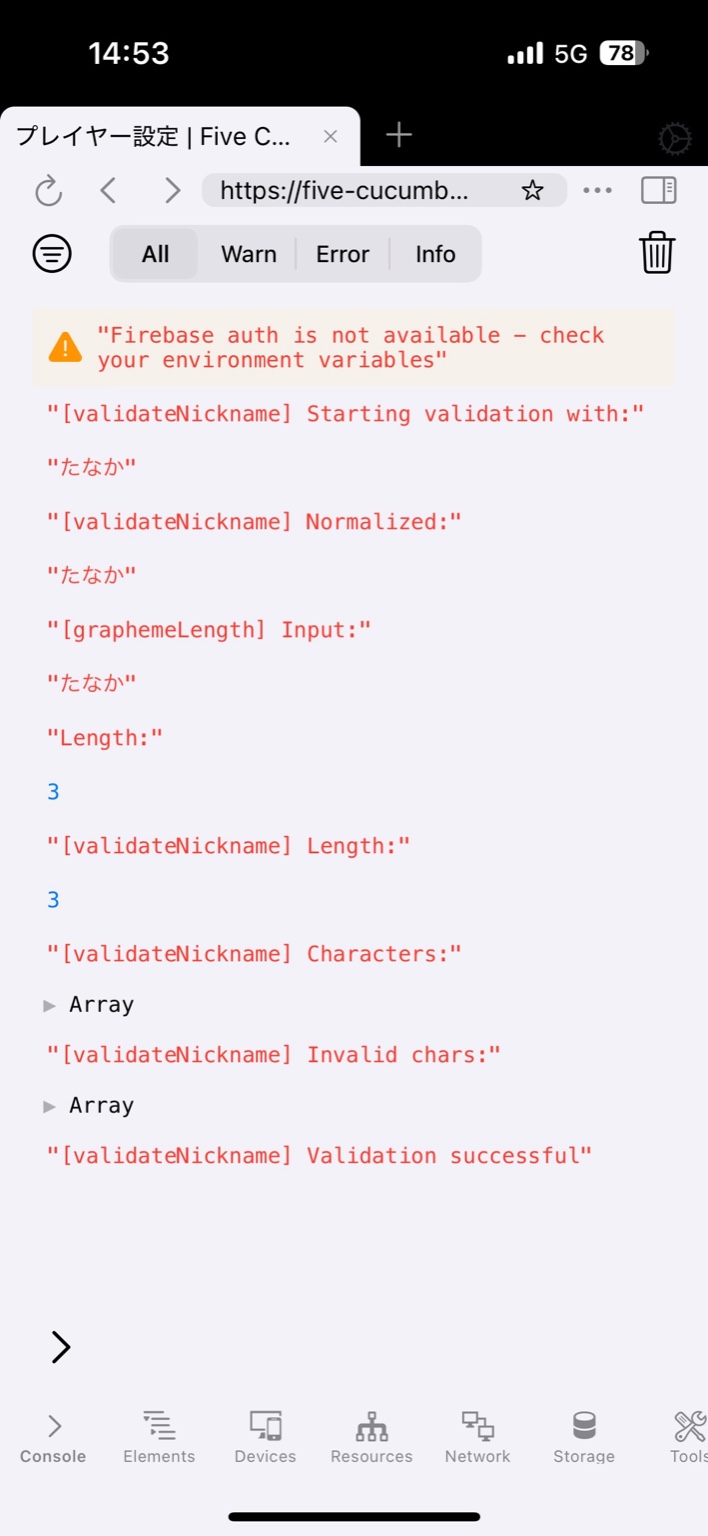 14:53
5G 78
プレイヤー設定 | Five C...
https://five-cucumb...
All Warn Error Info
"Firebase auth is not available – check
your environment variables"
"[validateNickname] Starting validation with:"
"たなか"
"[validateNickname] Normalized:"
"たなか"
"[graphemeLength] Input:"
"たなか"
"Length:"
3
"[validateNickname] Length:"
3
"[validateNickname] Characters:"
Array
"[validateNickname] Invalid chars:"
Array
"[validateNickname] Validation successful"
Console Elements Devices Resources Network Storage Tools